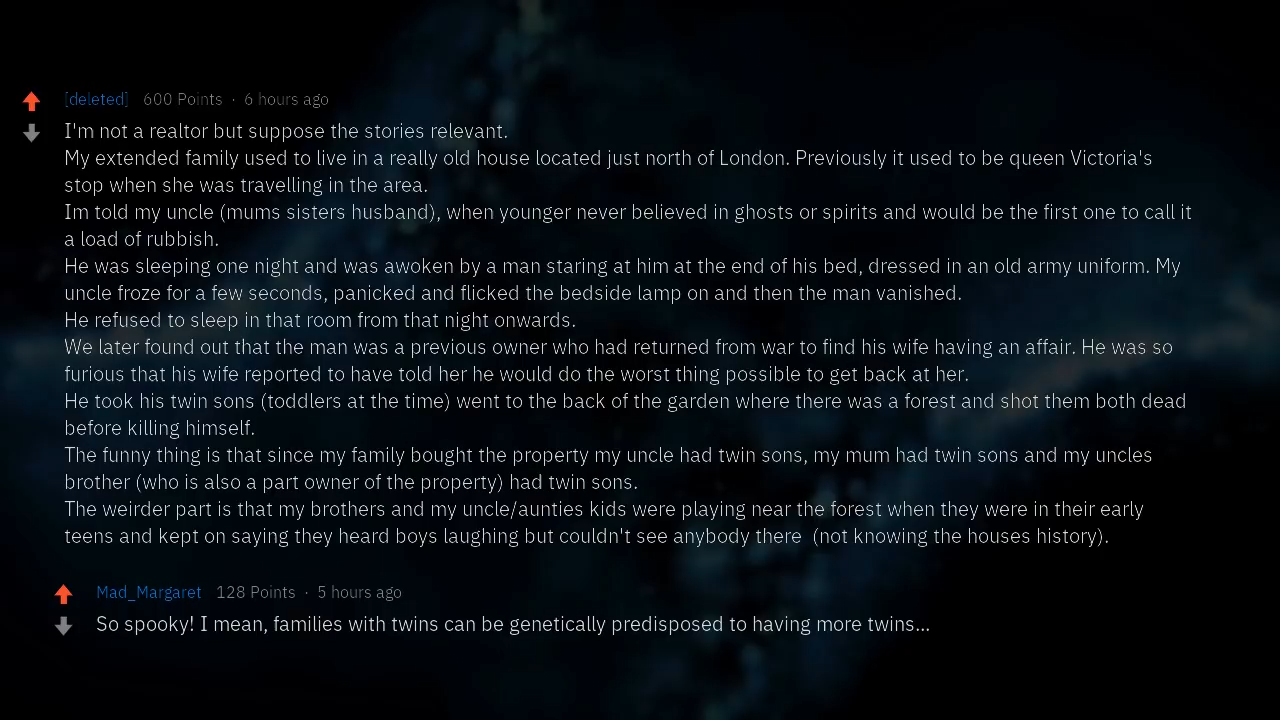 [deleted] 600 Points · 6 hours ago
I'm not a realtor but suppose the stories relevant.
My extended family used to live in a really old house located just north of London. Previously it used to be queen Victoria's
stop when she was travelling in the area.
Im told my uncle (mums sisters husband), when younger never believed in ghosts or spirits and would be the first one to call it
a load of rubbish.
He was sleeping one night and was awoken by a man staring at him at the end of his bed, dressed in an old army uniform. My
uncle froze for a few seconds, panicked and flicked the bedside lamp on and then the man vanished.
He refused to sleep in that room from that night onwards.
We later found out that the man was a previous owner who had returned from war to find his wife having an affair. He was so
furious that his wife reported to have told her he would do the worst thing possible to get back at her.
He took his twin sons (toddlers at the time) went to the back of the garden where there was a forest and shot them both dead
before killing himself.
The funny thing is that since my family bought the property my uncle had twin sons, my mum had twin sons and my uncles
brother (who is also a part owner of the property) had twin sons.
The weirder part is that my brothers and my uncle/aunties kids were playing near the forest when they were in their early
teens and kept on saying they heard boys laughing but couldn't see anybody there  (not knowing the houses history).
Mad_Margaret 128 Points · 5 hours ago
So spooky! I mean, families with twins can be genetically predisposed to having more twins...